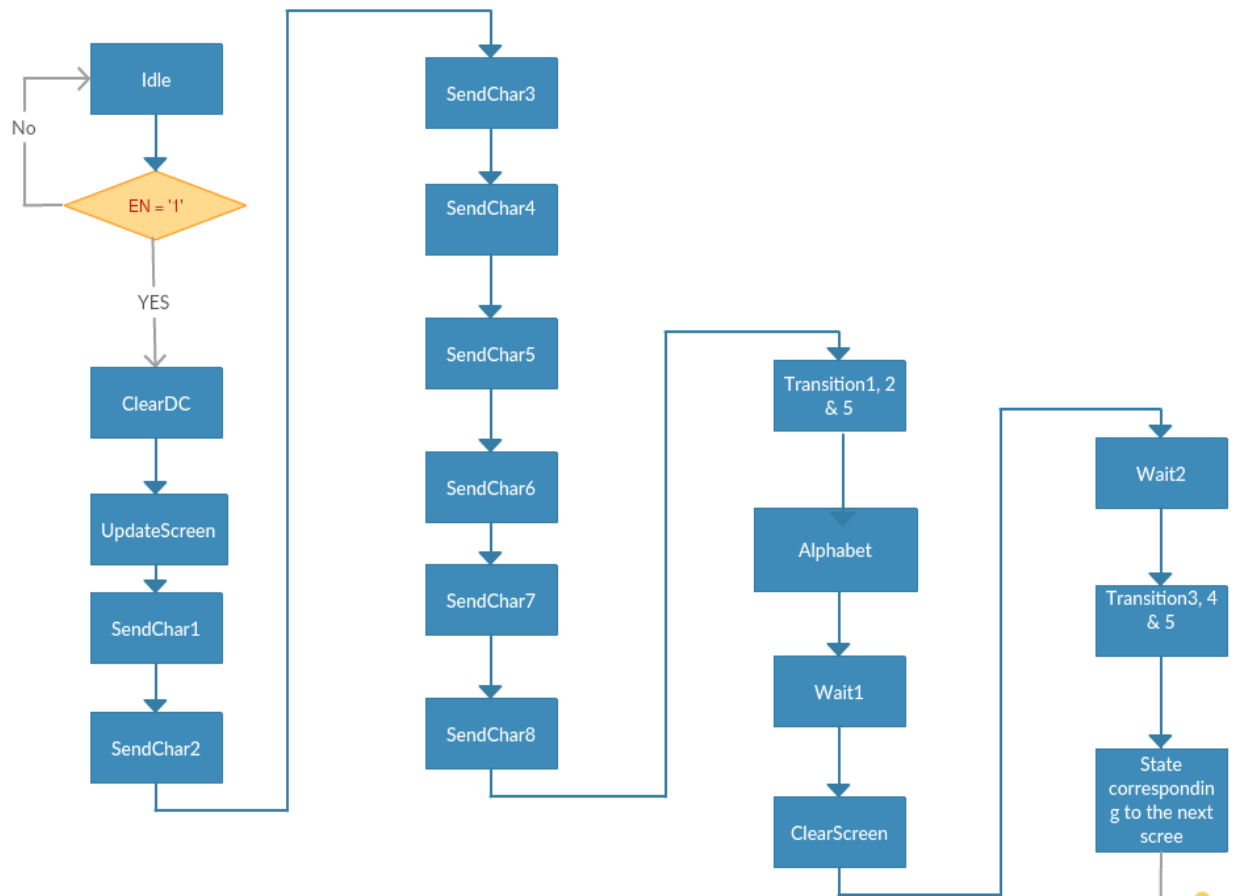 Idle
No
EN = '1'
YES
ClearDC
UpdateScreen
SendChar1
SendChar2
SendChar3
SendChar4
SendChar5
SendChar6
SendChar7
SendChar8
Transition1, 2
& 5
Alphabet
Wait1
ClearScreen
Wait2
Transition3, 4
& 5
State
correspondin
g to the next
scree